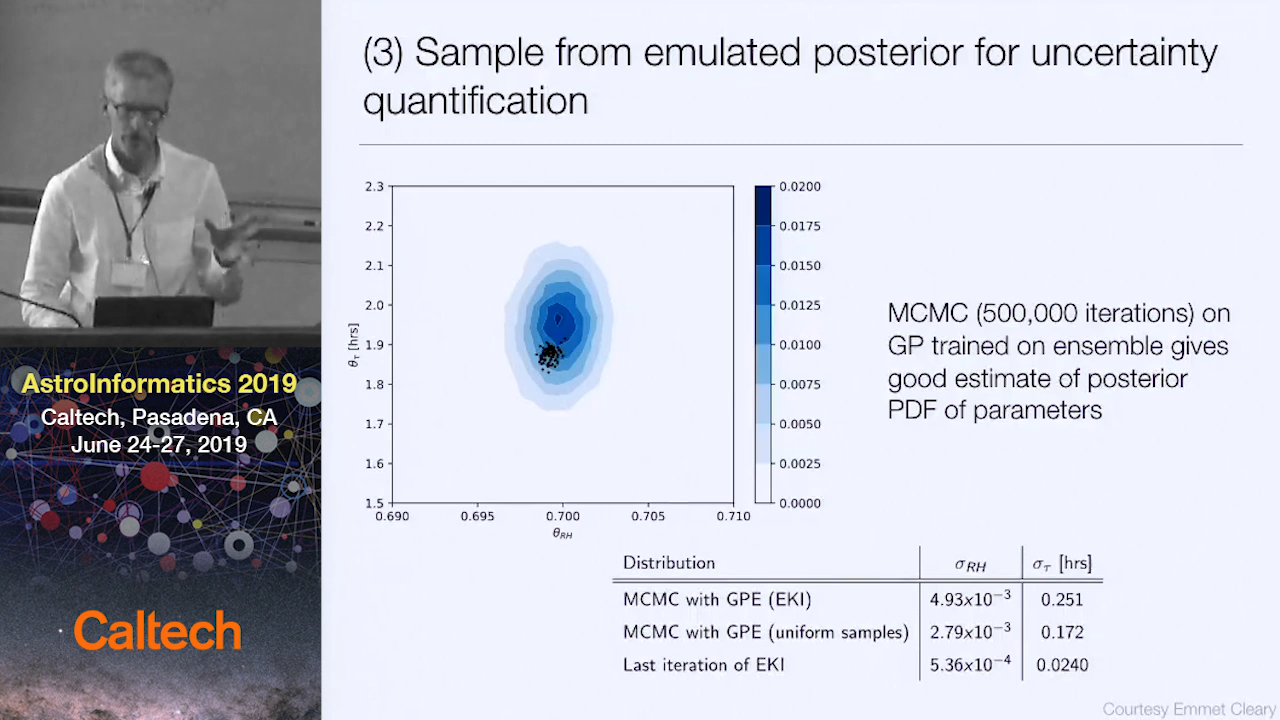 (3) Sample from emulated posterior for uncertainty
quantification
2.3
2.2
2.1
2.0
1.9
1.8
1.7
1.6
1.5
θτ [hrs]
0.690
0.695
0.700
0.705
0.710
θRH
0.0200
0.0175
0.0150
0.0125
0.0100
0.0075
0.0050
0.0025
0.0000
MCMC (500,000 iterations) on
GP trained on ensemble gives
good estimate of posterior
PDF of parameters
Distribution σRH στ [hrs]
MCMC with GPE (EKI) 4.93x10⁻³ 0.251
MCMC with GPE (uniform samples) 2.79x10⁻³ 0.172
Last iteration of EKI 5.36x10⁻⁴ 0.0240
Courtesy Emmet Cleary
AstroInformatics 2019
Caltech, Pasadena, CA
June 24-27, 2019
Caltech